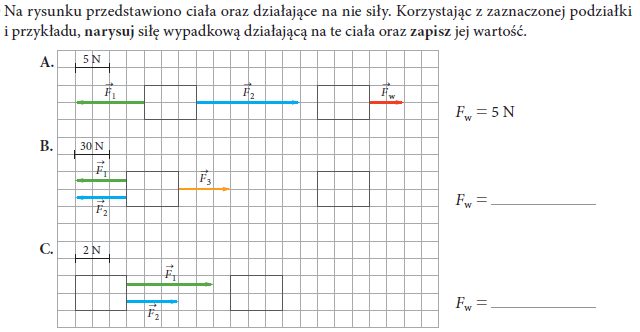 Na rysunku przedstawiono ciała oraz działające na nie siły. Korzystając z zaznaczonej podziałki
i przykładu, narysuj siłę wypadkową działającą na te ciała oraz zapisz jej wartość.
A. 5 N
F₁ F₂ Fw
Fw = 5 N
B. 30 N
F₁ F₃
F₂
Fw = ____________
C. 2 N
F₁
F₂
Fw = ____________